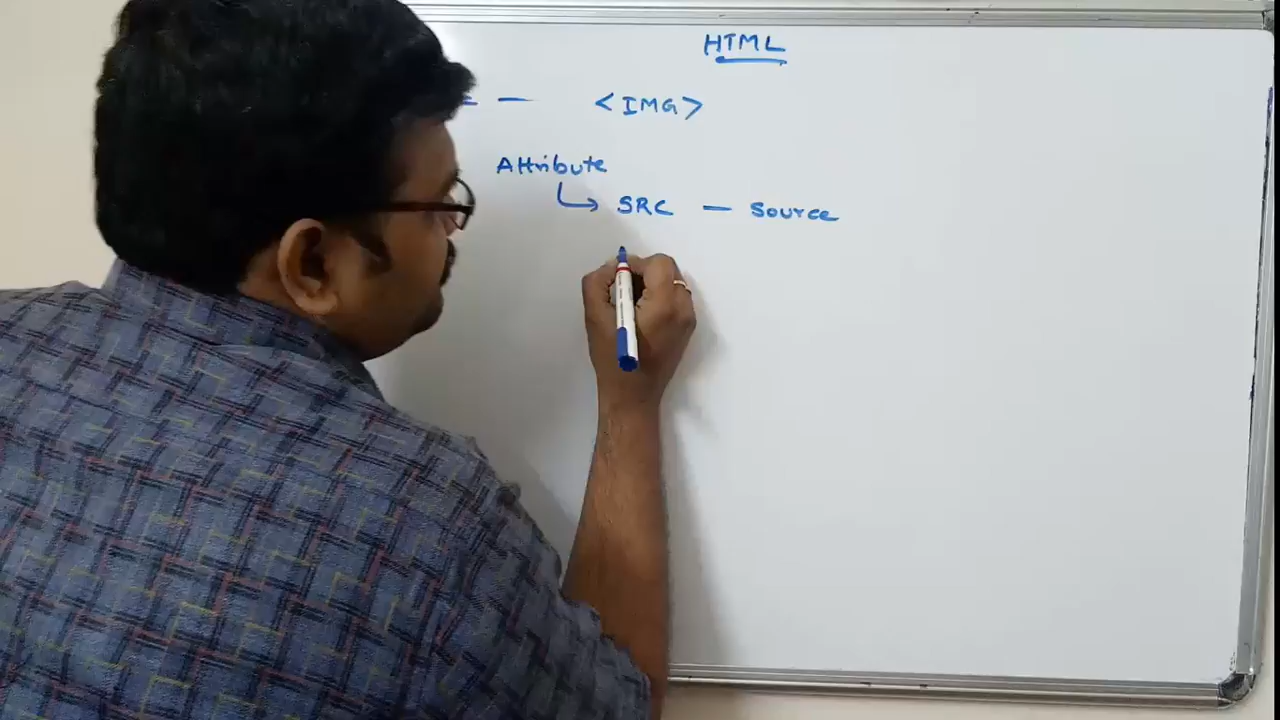 HTML
— <IMG>
Attribute
↳ SRC — Source